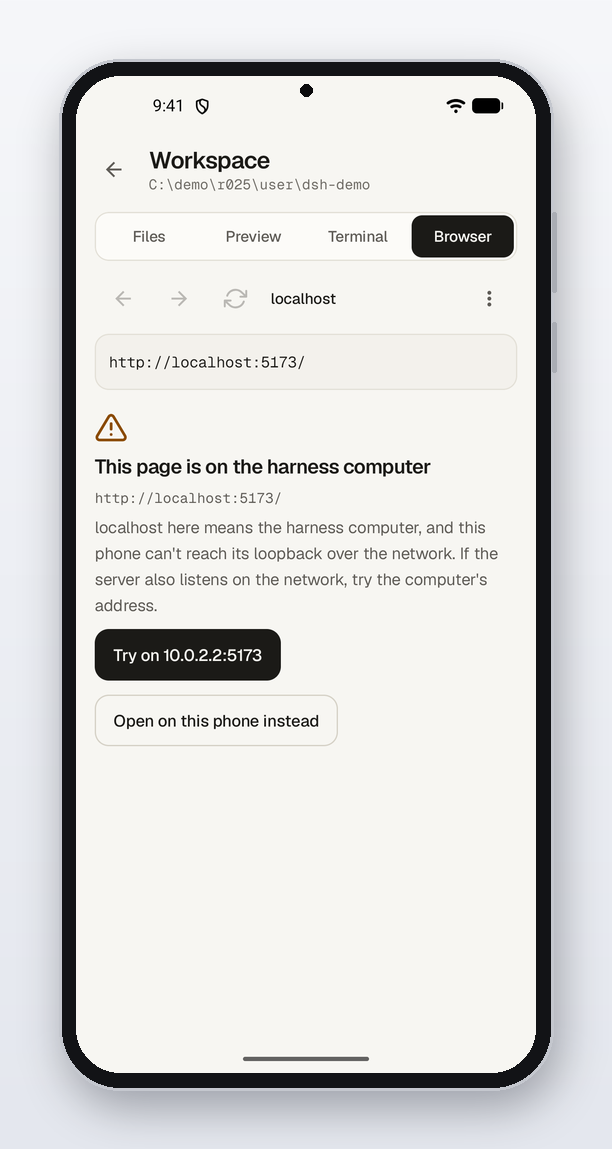 9:41
Workspace
C:\demo\r025\user\dsh-demo
Files Preview Terminal Browser
localhost
http://localhost:5173/
This page is on the harness computer
http://localhost:5173/
localhost here means the harness computer, and this
phone can't reach its loopback over the network. If the
server also listens on the network, try the computer's
address.
Try on 10.0.2.2:5173
Open on this phone instead